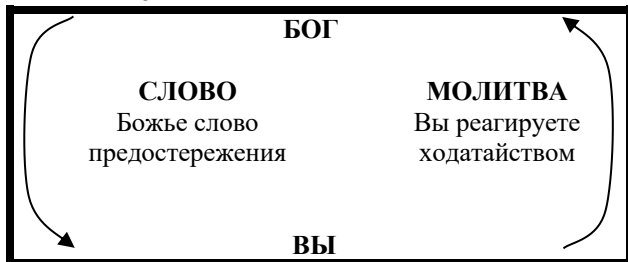 БОГ
СЛОВО
Божье слово
предостережения
МОЛИТВА
Вы реагируете
ходатайством
ВЫ